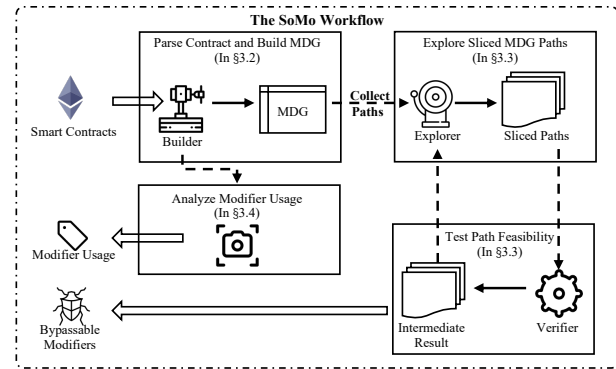 The SoMo Workflow
Parse Contract and Build MDG
(In §3.2)
Smart Contracts
Builder
MDG
Collect
Paths
Explore Sliced MDG Paths
(In §3.3)
Explorer
Sliced Paths
Analyze Modifier Usage
(In §3.4)
Modifier Usage
Test Path Feasibility
(In §3.3)
Intermediate
Result
Verifier
Bypassable
Modifiers